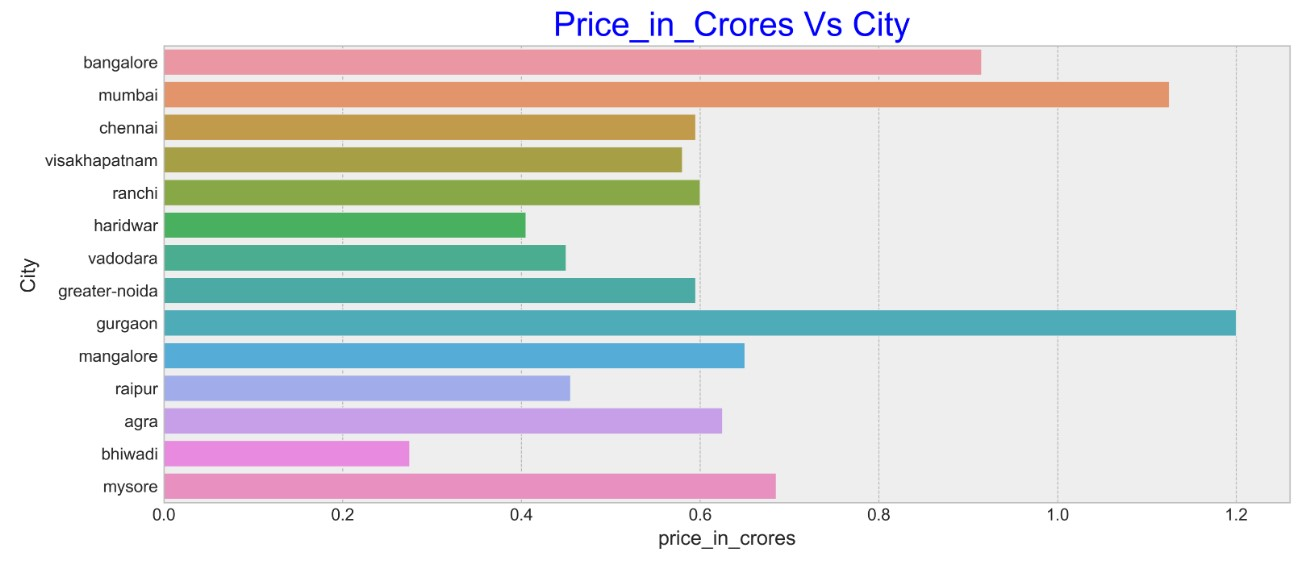 Price_in_Crores Vs City
bangalore
mumbai
chennai
visakhapatnam
ranchi
haridwar
vadodara
greater-noida
gurgaon
mangalore
raipur
agra
bhiwadi
mysore
City
0.0 0.2 0.4 0.6 0.8 1.0 1.2
price_in_crores